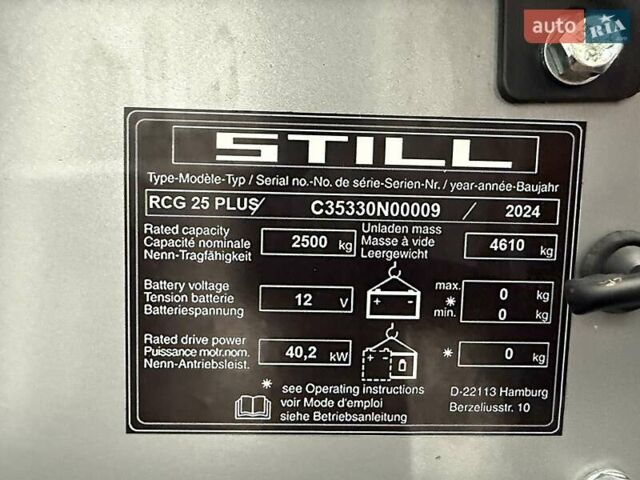 auto RIA
STILL
Type-Modèle-Typ / Serial no.-No. de série-Serien-Nr. / year-année-Baujahr
RCG 25 PLUS / C35330N00009 / 2024
Rated capacity
Capacité nominale
Nenn-Tragfähigkeit
2500 kg
Unladen mass
Masse à vide
Leergewicht
4610 kg
Battery voltage
Tension batterie
Batteriespannung
12 V
max. 0 kg
*
min. 0 kg
Rated drive power
Puissance motr.nom.
Nenn-Antriebsleist.
40,2 kW
* 0 kg
* see Operating instructions
voir Mode d'emploi
siehe Betriebsanleitung
D-22113 Hamburg
Berzeliusstr. 10